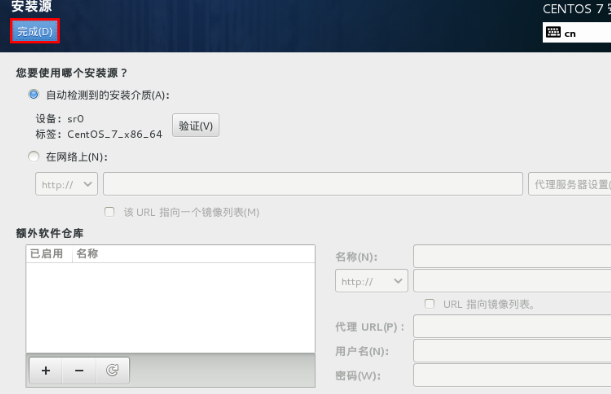 安装源
CENTOS 7 安
完成(D)
cn
您要使用哪个安装源？
自动检测到的安装介质(A):
设备: sr0
标签: CentOS_7_x86_64
验证(V)
在网络上(N):
http://
代理服务器设置(
该 URL 指向一个镜像列表(M)
额外软件仓库
已启用 名称
名称(N):
http://
URL 指向镜像列表。
代理 URL(P) :
用户名(N):
密码(W):